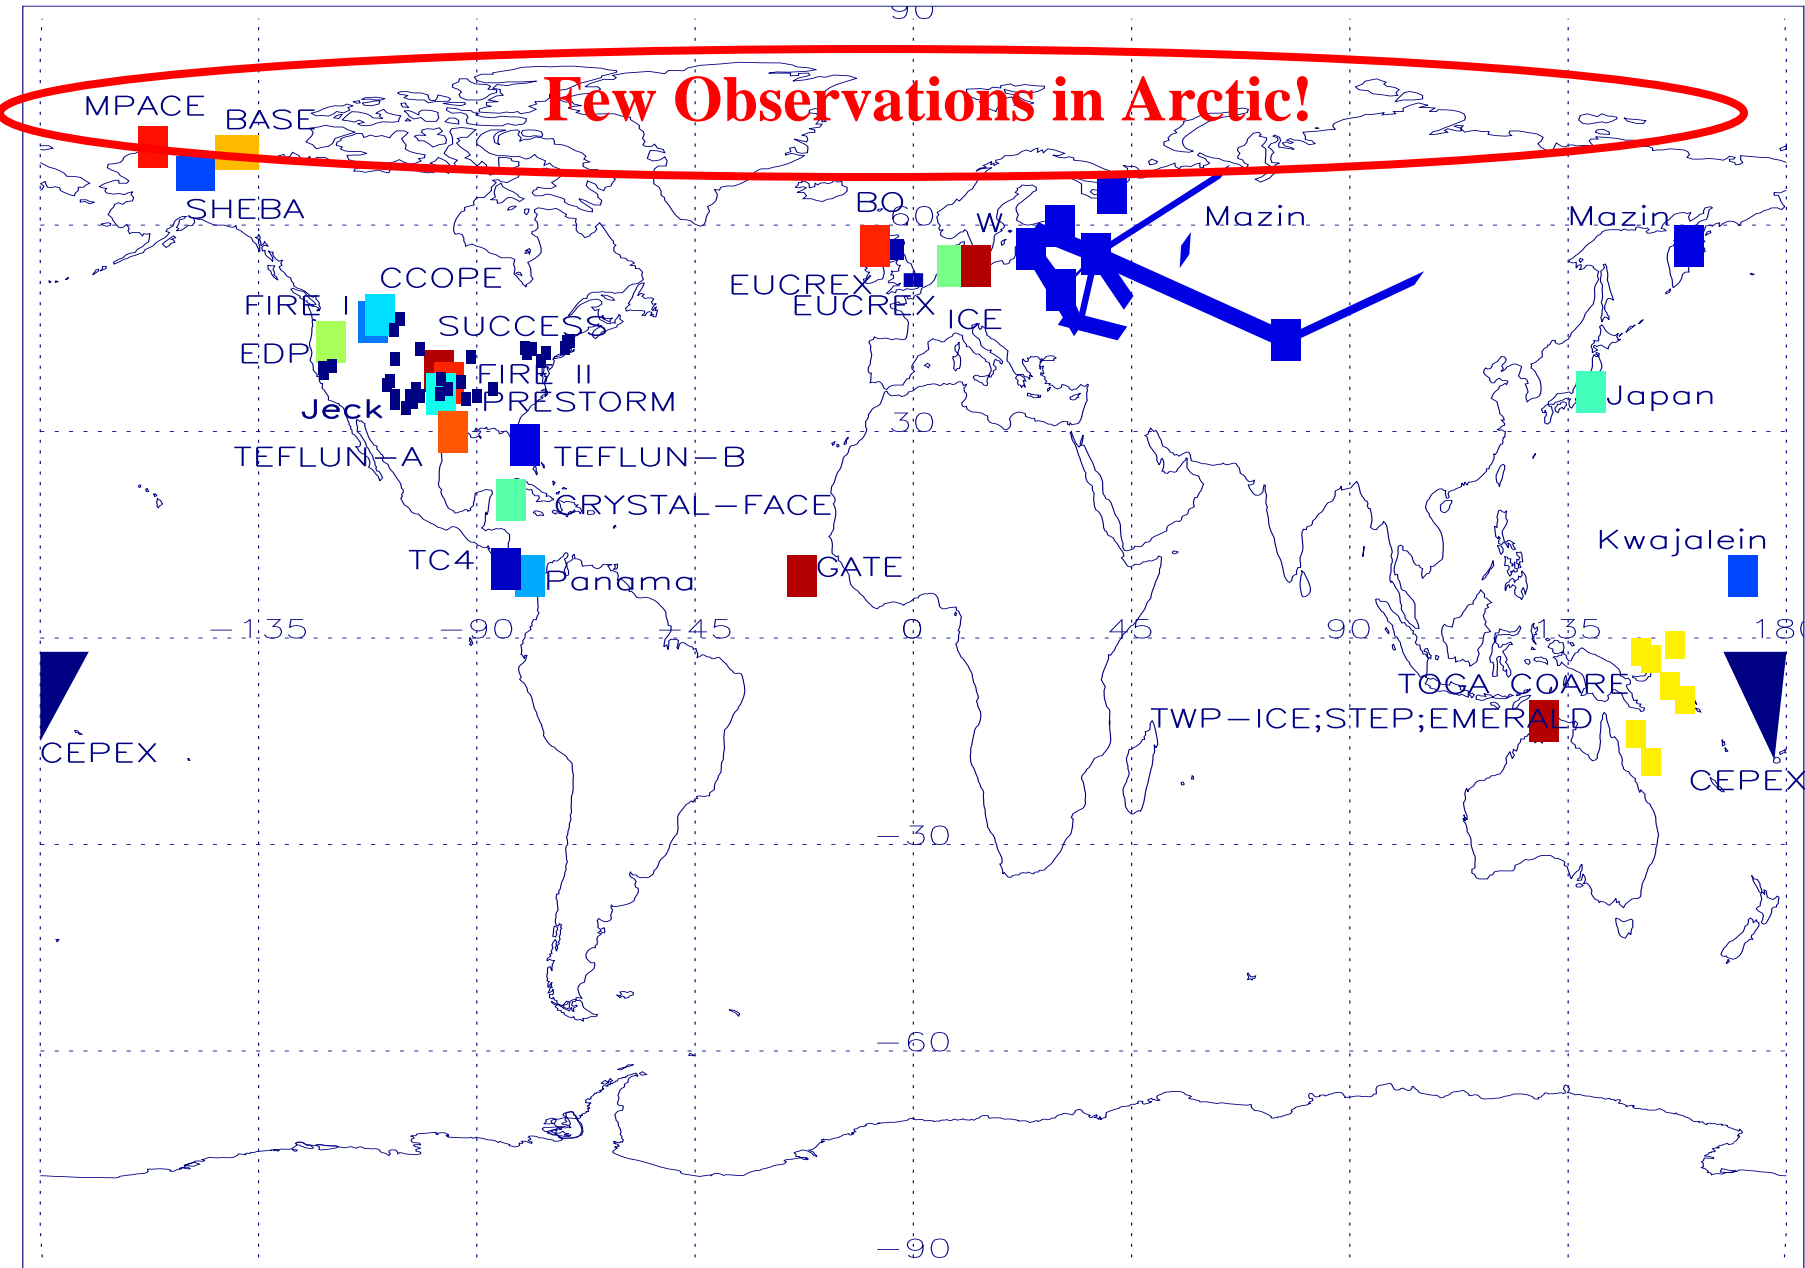 90
Few Observations in Arctic!
MPACE
BASE
SHEBA
BO
60
W.
Mazin
Mazin
CCOPE
EUCREX
FIRE I
EUCREX
SUCCESS
ICE
EDP
FIRE II
PRESTORM
Jeck
Japan
30
TEFLUN-A
TEFLUN-B
CRYSTAL-FACE
Kwajalein
TC4
Panama
GATE
-135
-90
-45
0
45
90
135
180
TOGA COARE
TWP-ICE;STEP;EMERALD
CEPEX
CEPEX
-30
-60
-90